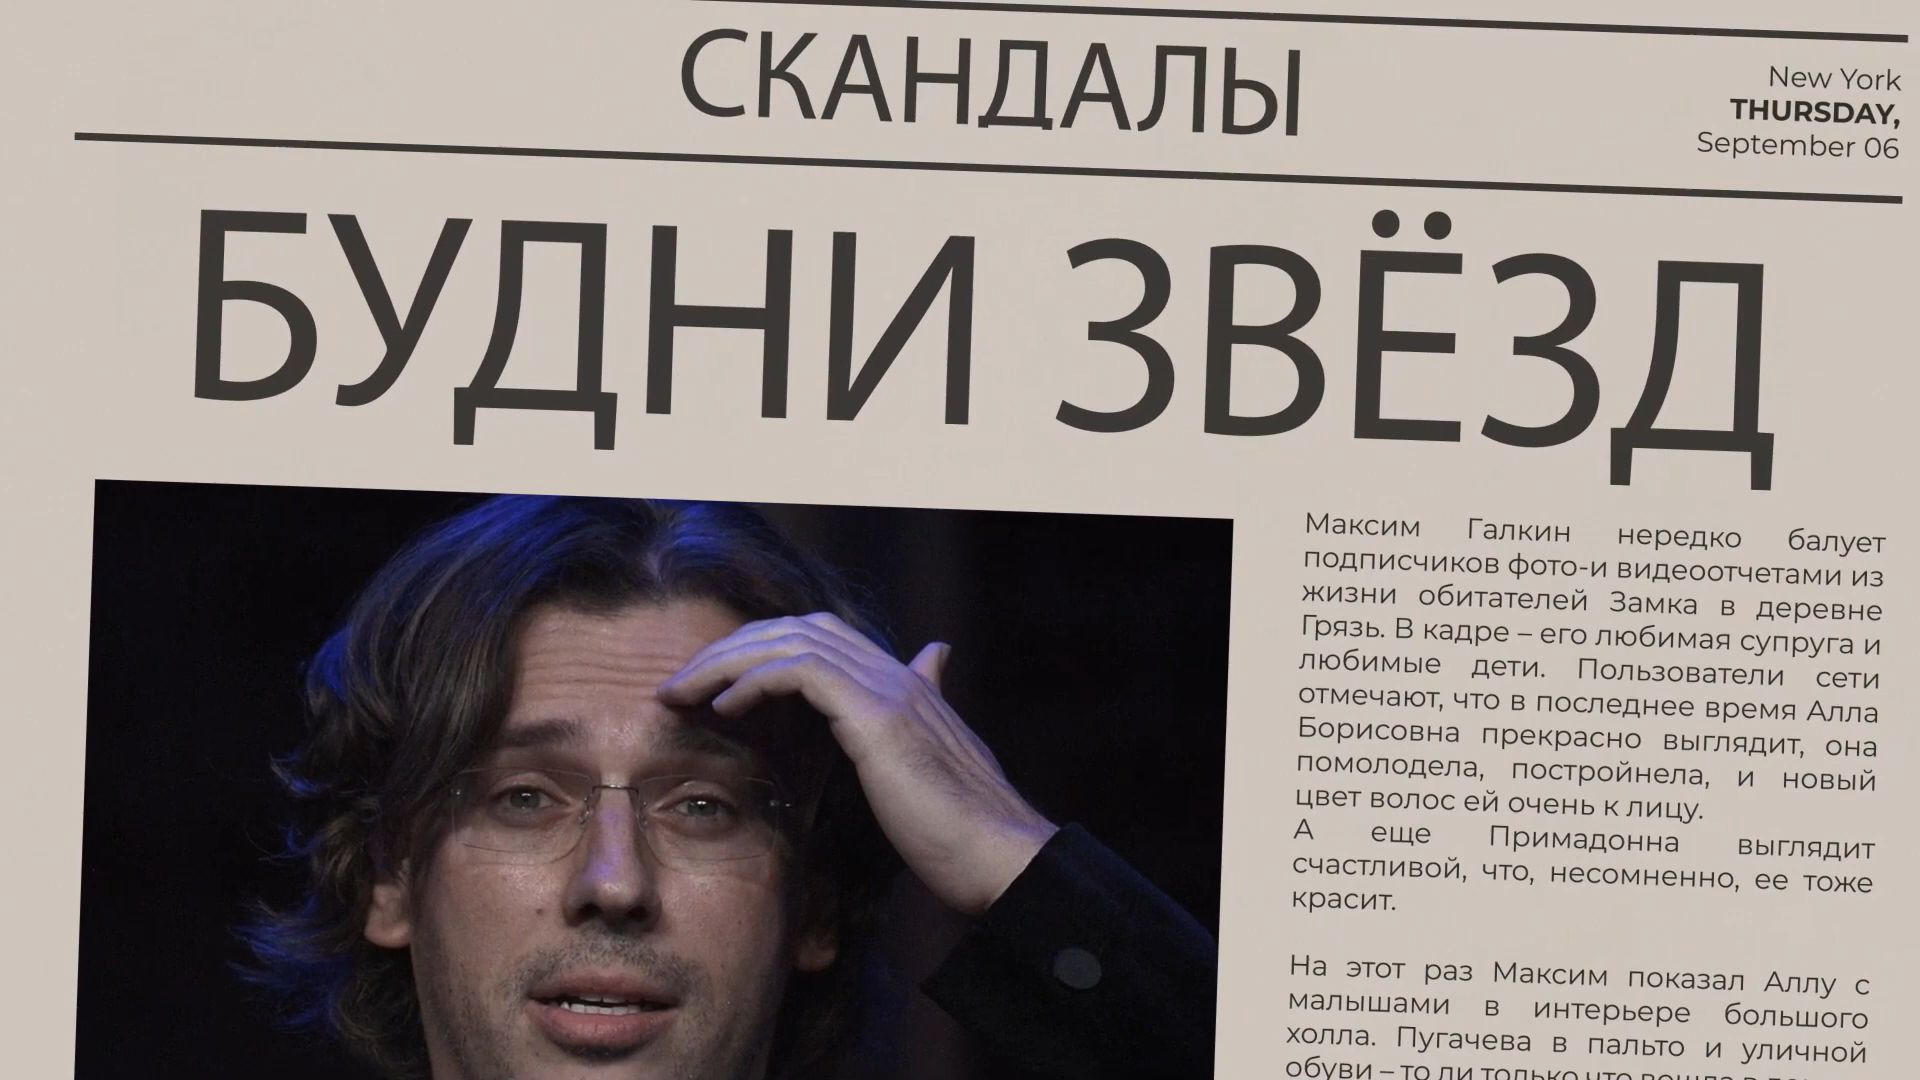 СКАНДАЛЫ
New York
THURSDAY,
September 06
БУДНИ ЗВЁЗД
Максим Галкин нередко балует
подписчиков фото-и видеоотчетами из
жизни обитателей Замка в деревне
Грязь. В кадре – его любимая супруга и
любимые дети. Пользователи сети
отмечают, что в последнее время Алла
Борисовна прекрасно выглядит, она
помолодела, постройнела, и новый
цвет волос ей очень к лицу.
А еще Примадонна выглядит
счастливой, что, несомненно, ее тоже
красит.
На этот раз Максим показал Аллу с
малышами в интерьере большого
холла. Пугачева в пальто и уличной
обуви – то ли только что вошла в